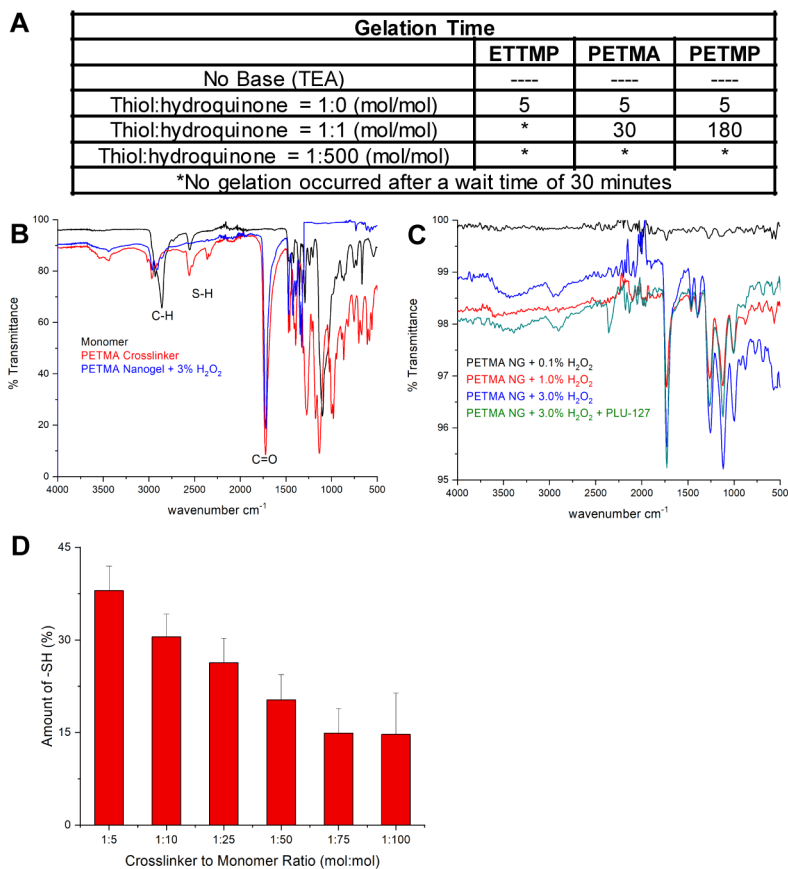 A
Gelation Time
ETTMP PETMA PETMP
No Base (TEA) ---- ---- ----
Thiol:hydroquinone = 1:0 (mol/mol) 5 5 5
Thiol:hydroquinone = 1:1 (mol/mol) * 30 180
Thiol:hydroquinone = 1:500 (mol/mol) * * *
*No gelation occurred after a wait time of 30 minutes
B
% Transmittance
100
80
60
40
20
0
C-H
S-H
C=O
Monomer
PETMA Crosslinker
PETMA Nanogel + 3% H₂O₂
4000 3500 3000 2500 2000 1500 1000 500
wavenumber cm⁻¹
C
% Transmittance
100
99
98
97
96
95
PETMA NG + 0.1% H₂O₂
PETMA NG + 1.0% H₂O₂
PETMA NG + 3.0% H₂O₂
PETMA NG + 3.0% H₂O₂ + PLU-127
4000 3500 3000 2500 2000 1500 1000 500
wavenumber cm⁻¹
D
Amount of -SH (%)
45
30
15
0
1:5 1:10 1:25 1:50 1:75 1:100
Crosslinker to Monomer Ratio (mol:mol)